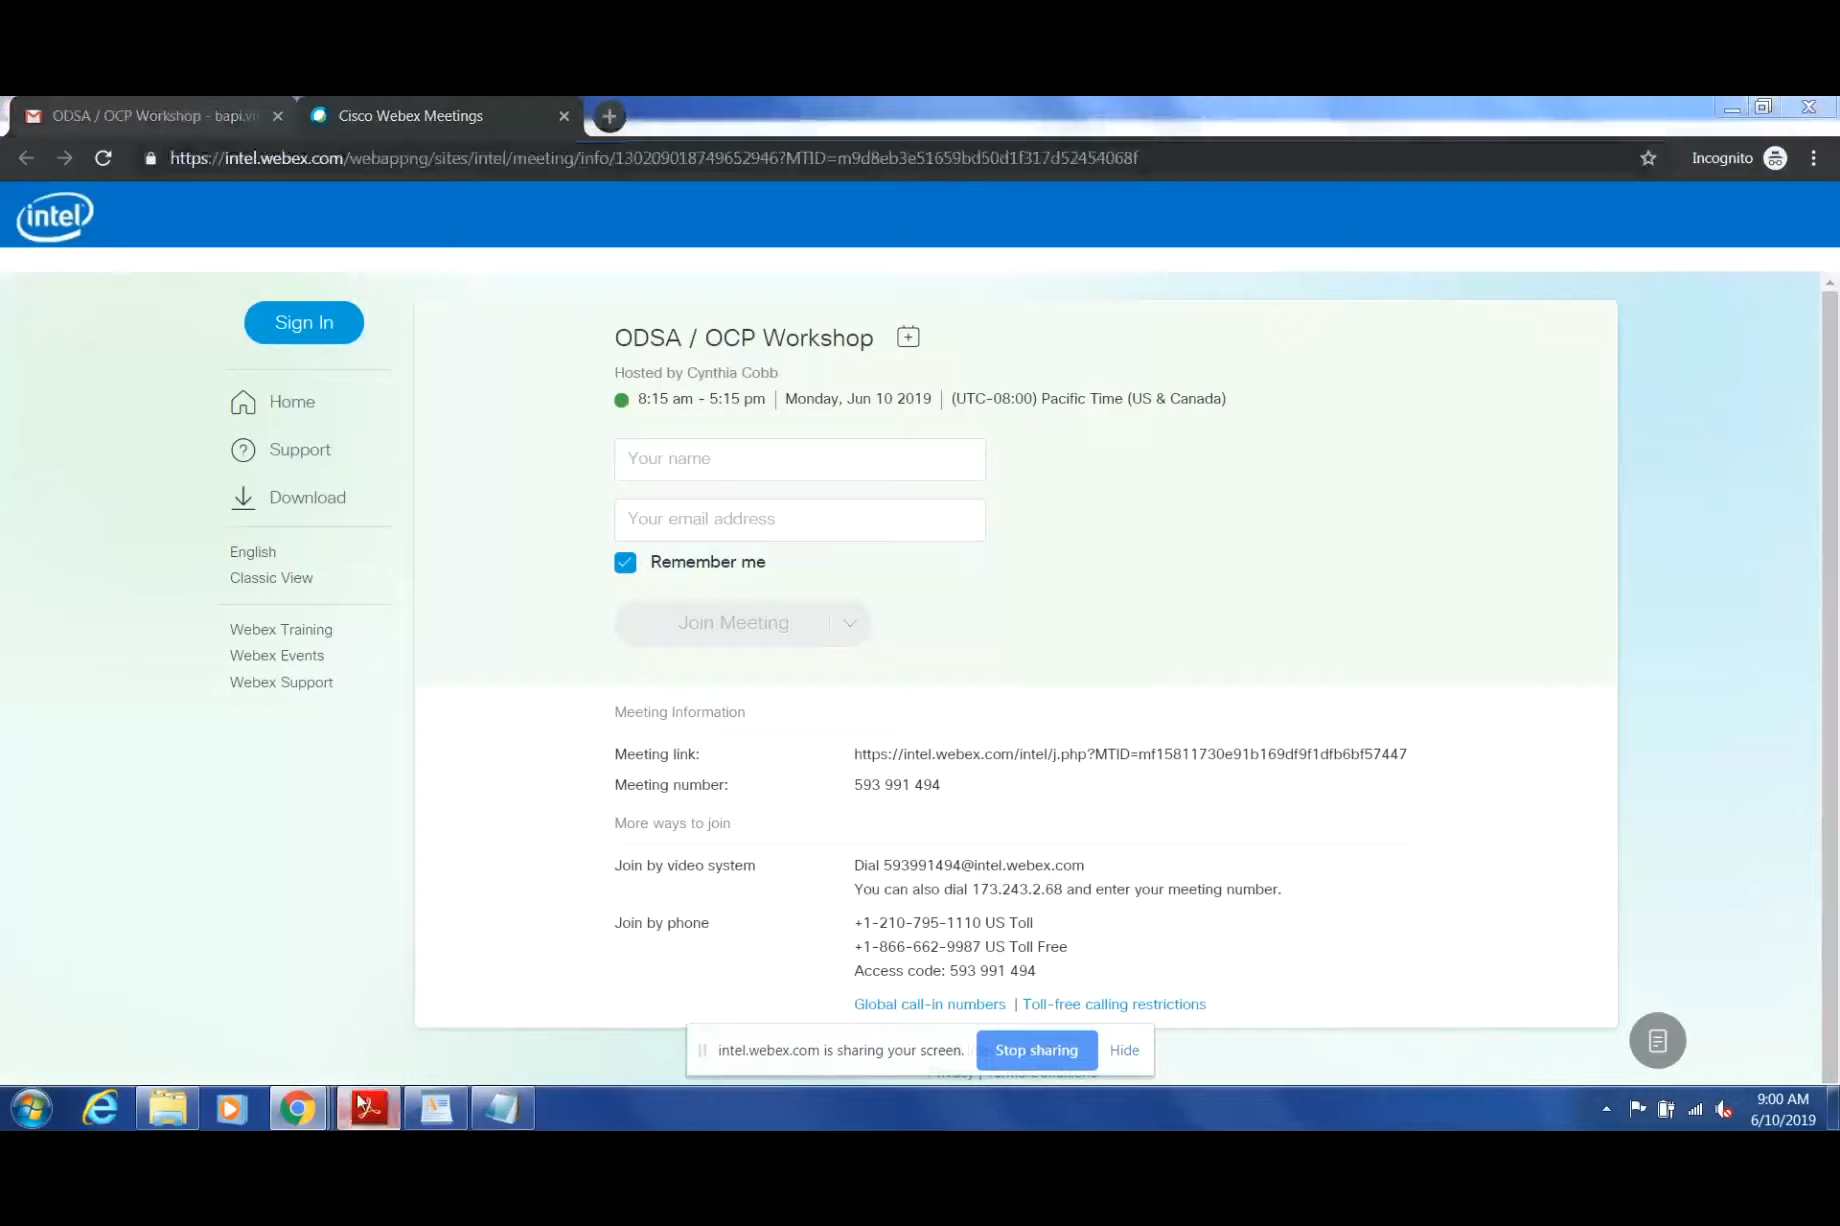 ODSA / OCP Workshop - bapi.vi
Cisco Webex Meetings
https://intel.webex.com/webappng/sites/intel/meeting/info/130209018749652946?MTID=m9d8eb3e51659bd50d1f317d52454068f
Incognito
intel
Sign In
Home
Support
Download
English
Classic View
Webex Training
Webex Events
Webex Support
ODSA / OCP Workshop
Hosted by Cynthia Cobb
8:15 am - 5:15 pm | Monday, Jun 10 2019 | (UTC-08:00) Pacific Time (US & Canada)
Your name
Your email address
Remember me
Join Meeting
Meeting Information
Meeting link: https://intel.webex.com/intel/j.php?MTID=mf15811730e91b169df9f1dfb6bf57447
Meeting number: 593 991 494
More ways to join
Join by video system Dial 593991494@intel.webex.com
You can also dial 173.243.2.68 and enter your meeting number.
Join by phone +1-210-795-1110 US Toll
+1-866-662-9987 US Toll Free
Access code: 593 991 494
Global call-in numbers | Toll-free calling restrictions
intel.webex.com is sharing your screen. Stop sharing Hide
9:00 AM
6/10/2019